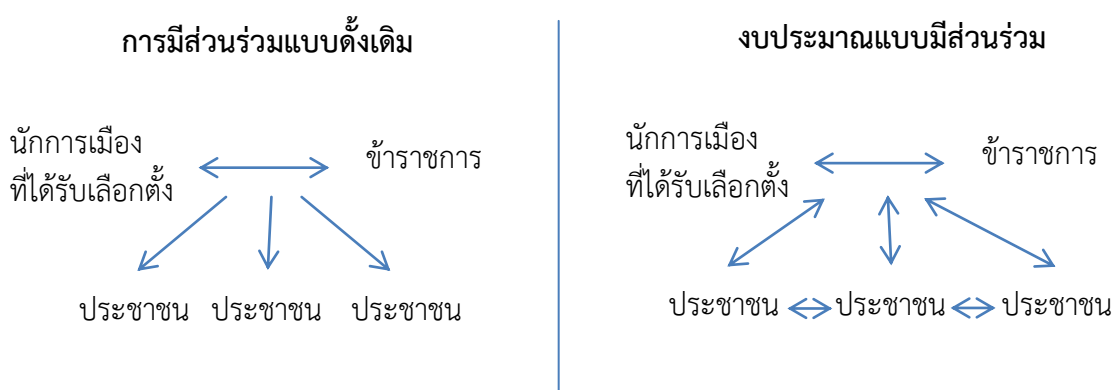 การมีส่วนร่วมแบบดั้งเดิม
นักการเมือง
ที่ได้รับเลือกตั้ง
ข้าราชการ
ประชาชน ประชาชน ประชาชน
งบประมาณแบบมีส่วนร่วม
นักการเมือง
ที่ได้รับเลือกตั้ง
ข้าราชการ
ประชาชน ประชาชน ประชาชน